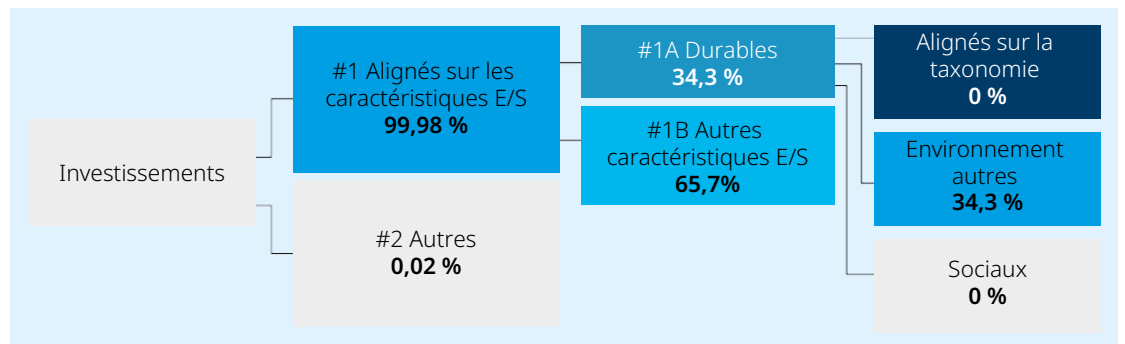 Investissements
#1 Alignés sur les
caractéristiques E/S
99,98 %
#2 Autres
0,02 %
#1A Durables
34,3 %
#1B Autres
caractéristiques E/S
65,7%
Alignés sur la
taxonomie
0 %
Environnement
autres
34,3 %
Sociaux
0 %